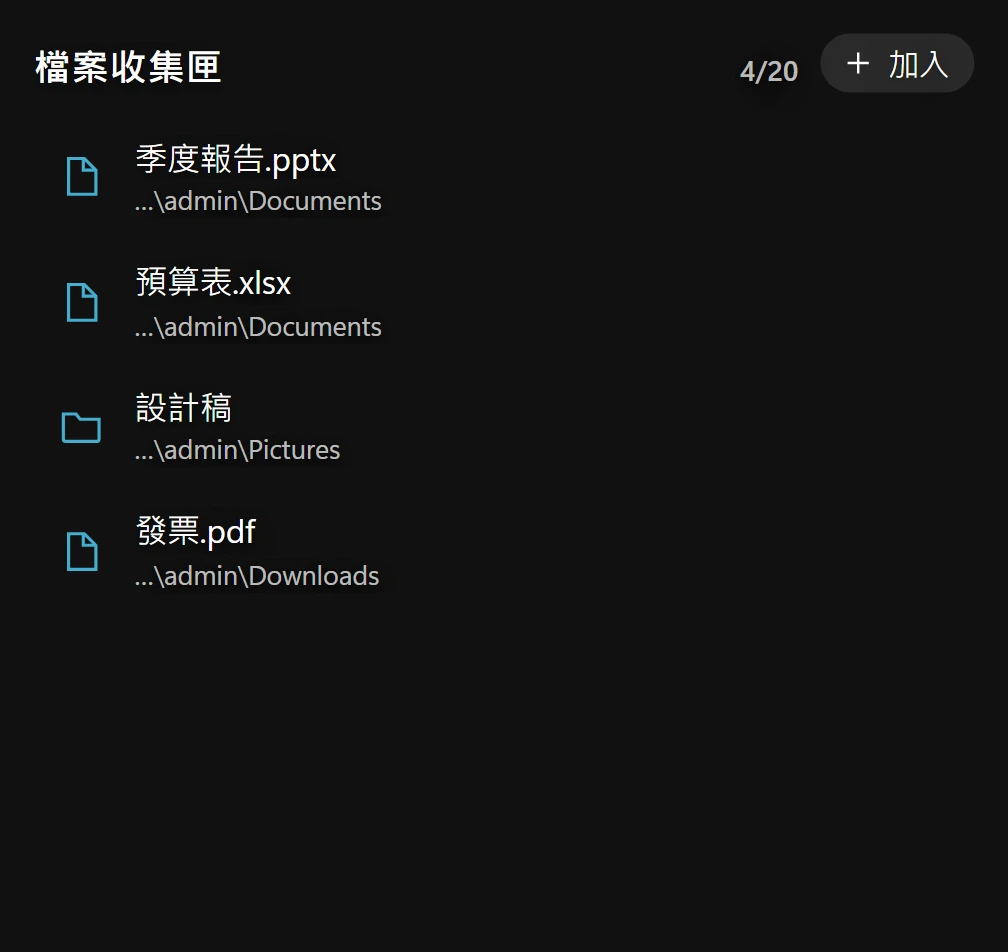 檔案收集匣
4/20
加入
季度報告.pptx
...\admin\Documents
預算表.xlsx
...\admin\Documents
設計稿
...\admin\Pictures
發票.pdf
...\admin\Downloads